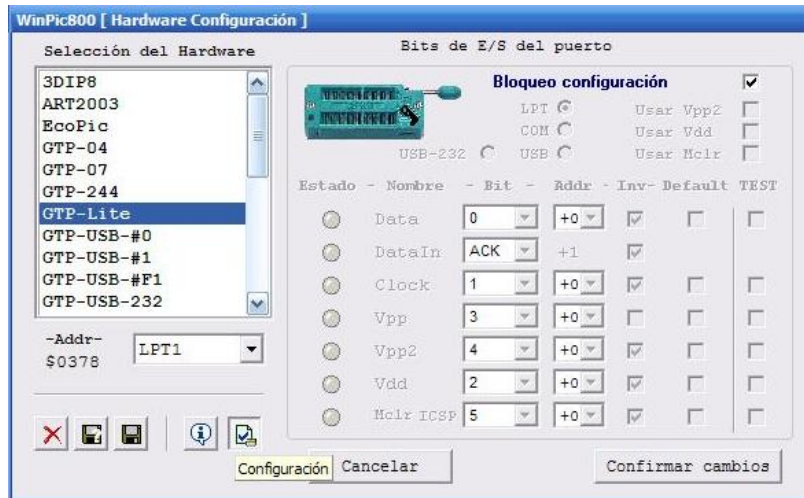 WinPic800 [ Hardware Configuración ]
Selección del Hardware
3DIP8
ART2003
EcoPic
GTP-04
GTP-07
GTP-244
GTP-Lite
GTP-USB-#0
GTP-USB-#1
GTP-USB-#F1
GTP-USB-232
-Addr-
$0378
LPT1
Configuración
Bits de E/S del puerto
Bloqueo configuración
LPT Usar Vpp2
COM Usar Vdd
USB-232 USB Usar Mclr
Estado - Nombre - Bit - Addr - Inv- Default TEST
Data 0 +0
DataIn ACK +1
Clock 1 +0
Vpp 3 +0
Vpp2 4 +0
Vdd 2 +0
Mclr ICSP 5 +0
Cancelar Confirmar cambios